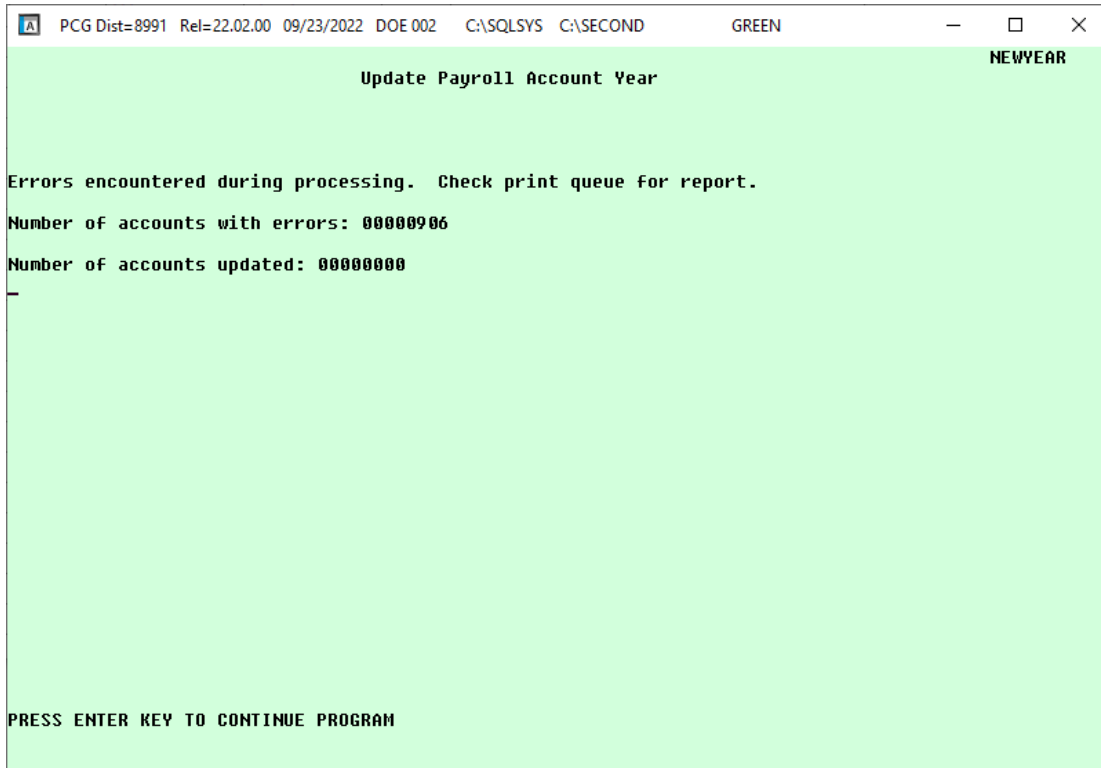 PCG Dist=8991 Rel=22.02.00 09/23/2022 DOE 002 C:\SQLSYS C:\SECOND GREEN
NEWYEAR
Update Payroll Account Year
Errors encountered during processing. Check print queue for report.
Number of accounts with errors: 00000906
Number of accounts updated: 00000000
PRESS ENTER KEY TO CONTINUE PROGRAM